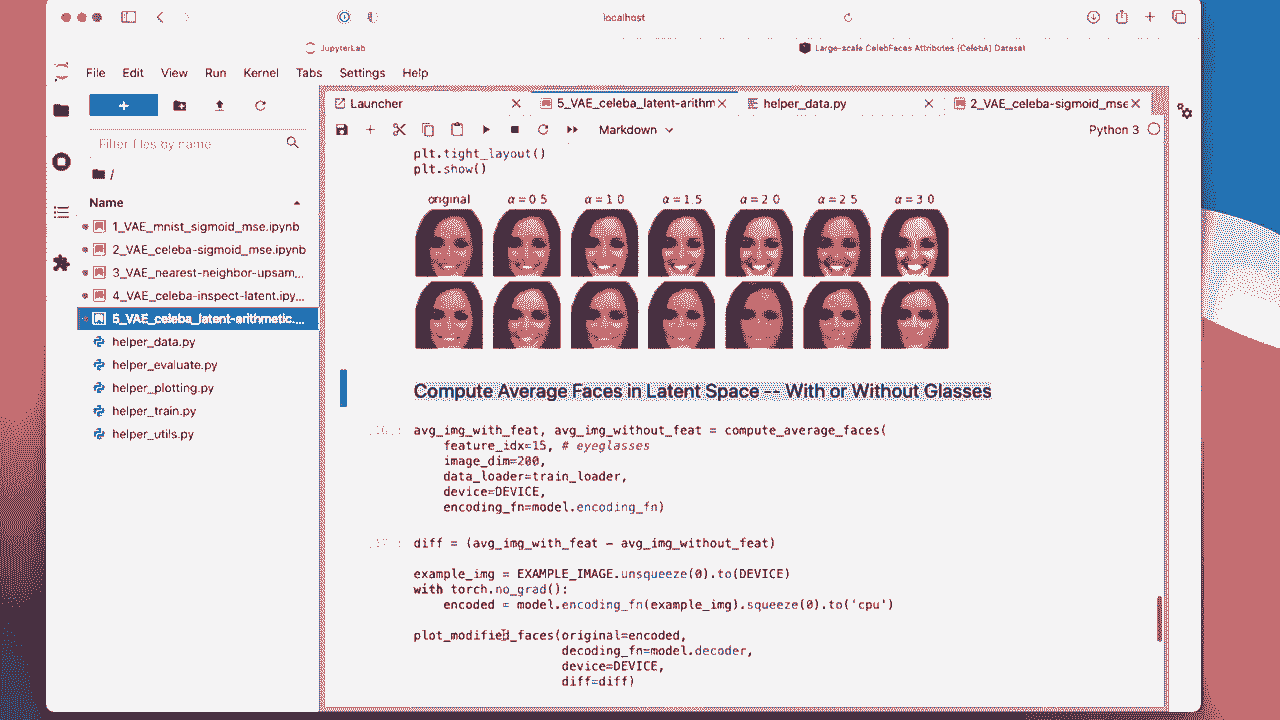 localhost
JupyterLab
Large-scale CelebFaces Attributes (CelebA) Dataset
File Edit View Run Kernel Tabs Settings Help
Launcher
5_VAE_celeba_latent-arithm
helper_data.py
2_VAE_celeba-sigmoid_mse
Markdown
Python 3
Filter files by name
/
Name
1_VAE_mnist_sigmoid_mse.ipynb
2_VAE_celeba-sigmoid_mse.ipynb
3_VAE_nearest-neighbor-upsam...
4_VAE_celeba-inspect-latent.ipy...
5_VAE_celeba_latent-arithmetic....
helper_data.py
helper_evaluate.py
helper_plotting.py
helper_train.py
helper_utils.py
plt.tight_layout()
plt.show()
original α=0.5 α=1.0 α=1.5 α=2.0 α=2.5 α=3.0
Compute Average Faces in Latent Space -- With or Without Glasses
avg_img_with_feat, avg_img_without_feat = compute_average_faces(
feature_idx=15, # eyeglasses
image_dim=200,
data_loader=train_loader,
device=DEVICE,
encoding_fn=model.encoding_fn)
diff = (avg_img_with_feat - avg_img_without_feat)
example_img = EXAMPLE_IMAGE.unsqueeze(0).to(DEVICE)
with torch.no_grad():
encoded = model.encoding_fn(example_img).squeeze(0).to('cpu')
plot_modified_faces(original=encoded,
decoding_fn=model.decoder,
device=DEVICE,
diff=diff)